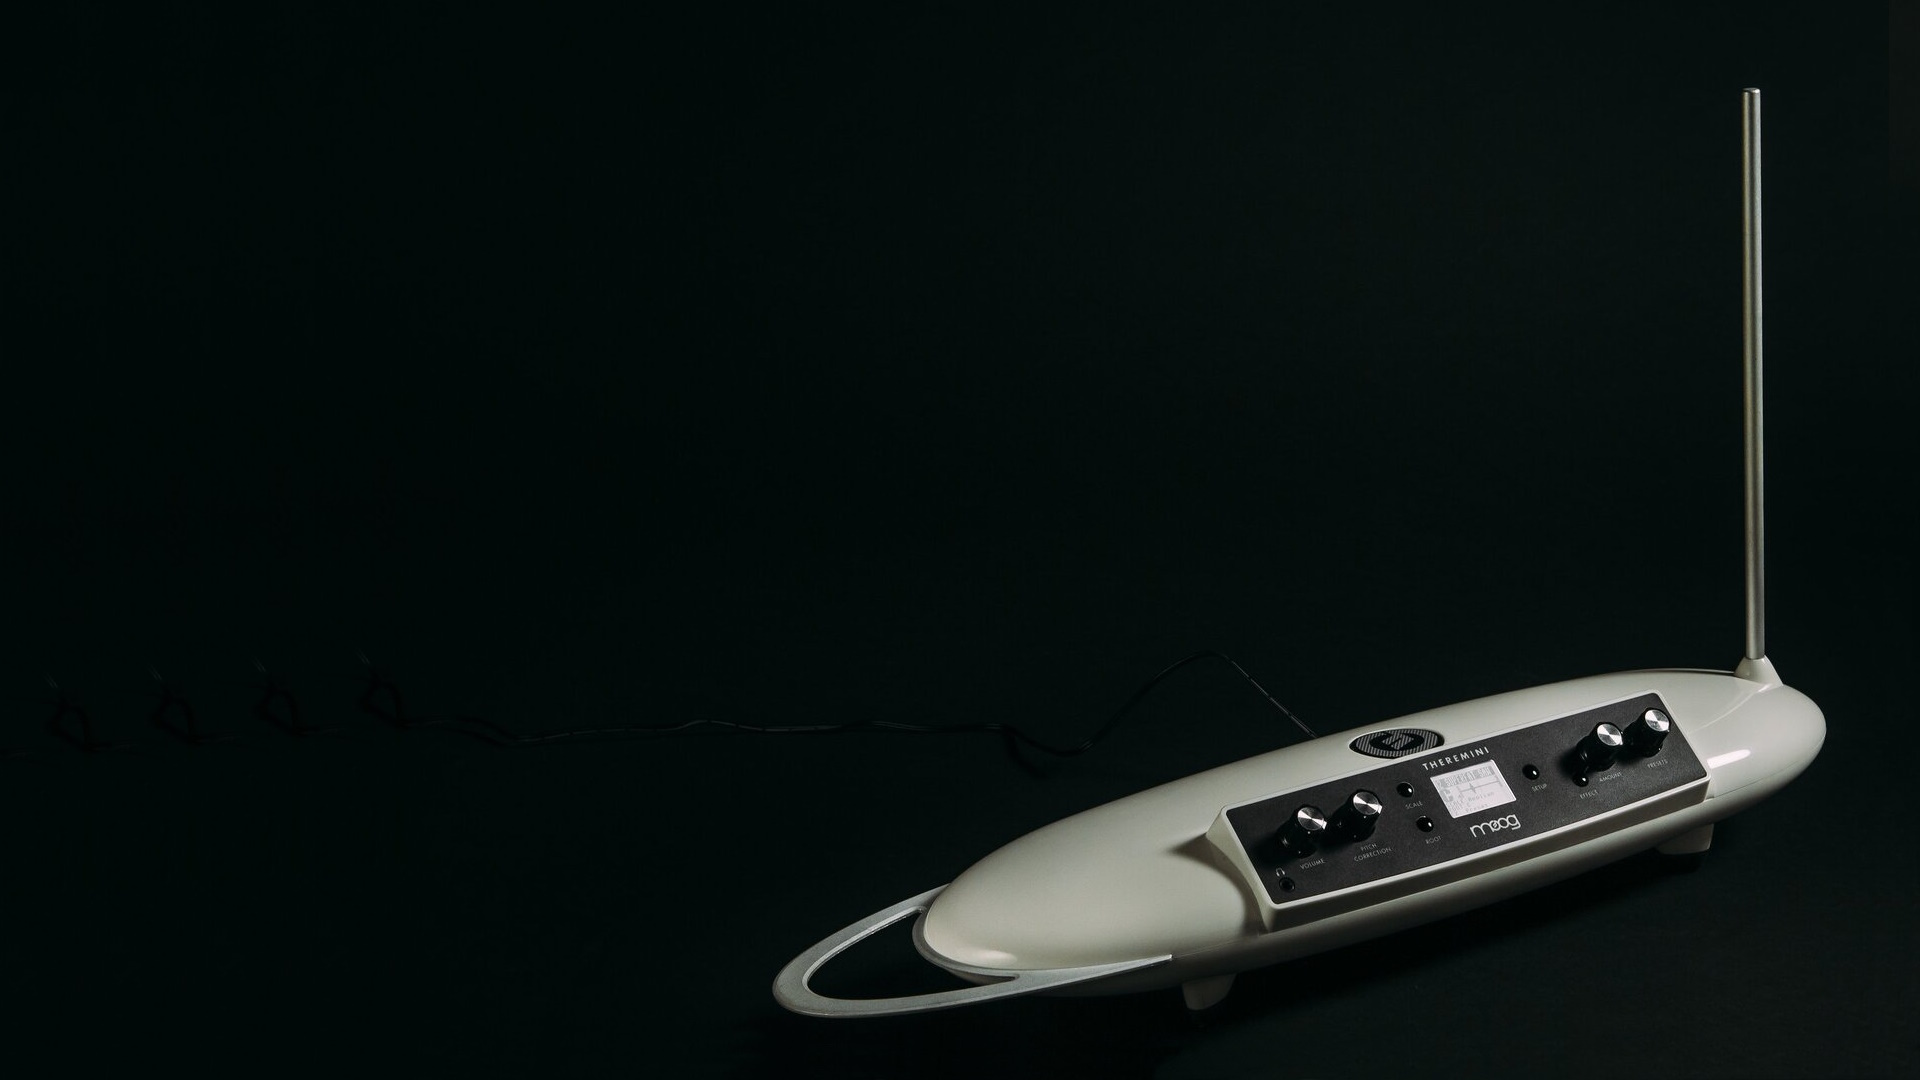 THEREMINI
moog
VOLUME
PITCH
CORRECTION
SCALE
ROOT
SETUP
EFFECT
AMOUNT
PRESETS